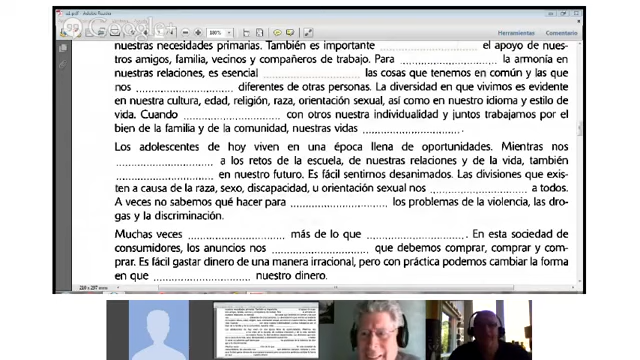 Herramientas Comentario
nuestras necesidades primarias. También es importante .......................... el apoyo de nues-
tros amigos, familia, vecinos y compañeros de trabajo. Para .......................... la armonía en
nuestras relaciones, es esencial .......................... las cosas que tenemos en común y las que
nos .......................... diferentes de otras personas. La diversidad en que vivimos es evidente
en nuestra cultura, edad, religión, raza, orientación sexual, así como en nuestro idioma y estilo de
vida. Cuando .......................... con otros nuestra individualidad y juntos trabajamos por el
bien de la familia y de la comunidad, nuestras vidas ...........................
Los adolescentes de hoy viven en una época llena de oportunidades. Mientras nos
.......................... a los retos de la escuela, de nuestras relaciones y de la vida, también
.......................... en nuestro futuro. Es fácil sentirnos desanimados. Las divisiones que exis-
ten a causa de la raza, sexo, discapacidad, u orientación sexual nos .......................... a todos.
A veces no sabemos qué hacer para .......................... los problemas de la violencia, las dro-
gas y la discriminación.
Muchas veces .......................... más de lo que ........................... En esta sociedad de
consumidores, los anuncios nos .......................... que debemos comprar, comprar y com-
prar. Es fácil gastar dinero de una manera irracional, pero con práctica podemos cambiar la forma
en que .......................... nuestro dinero.